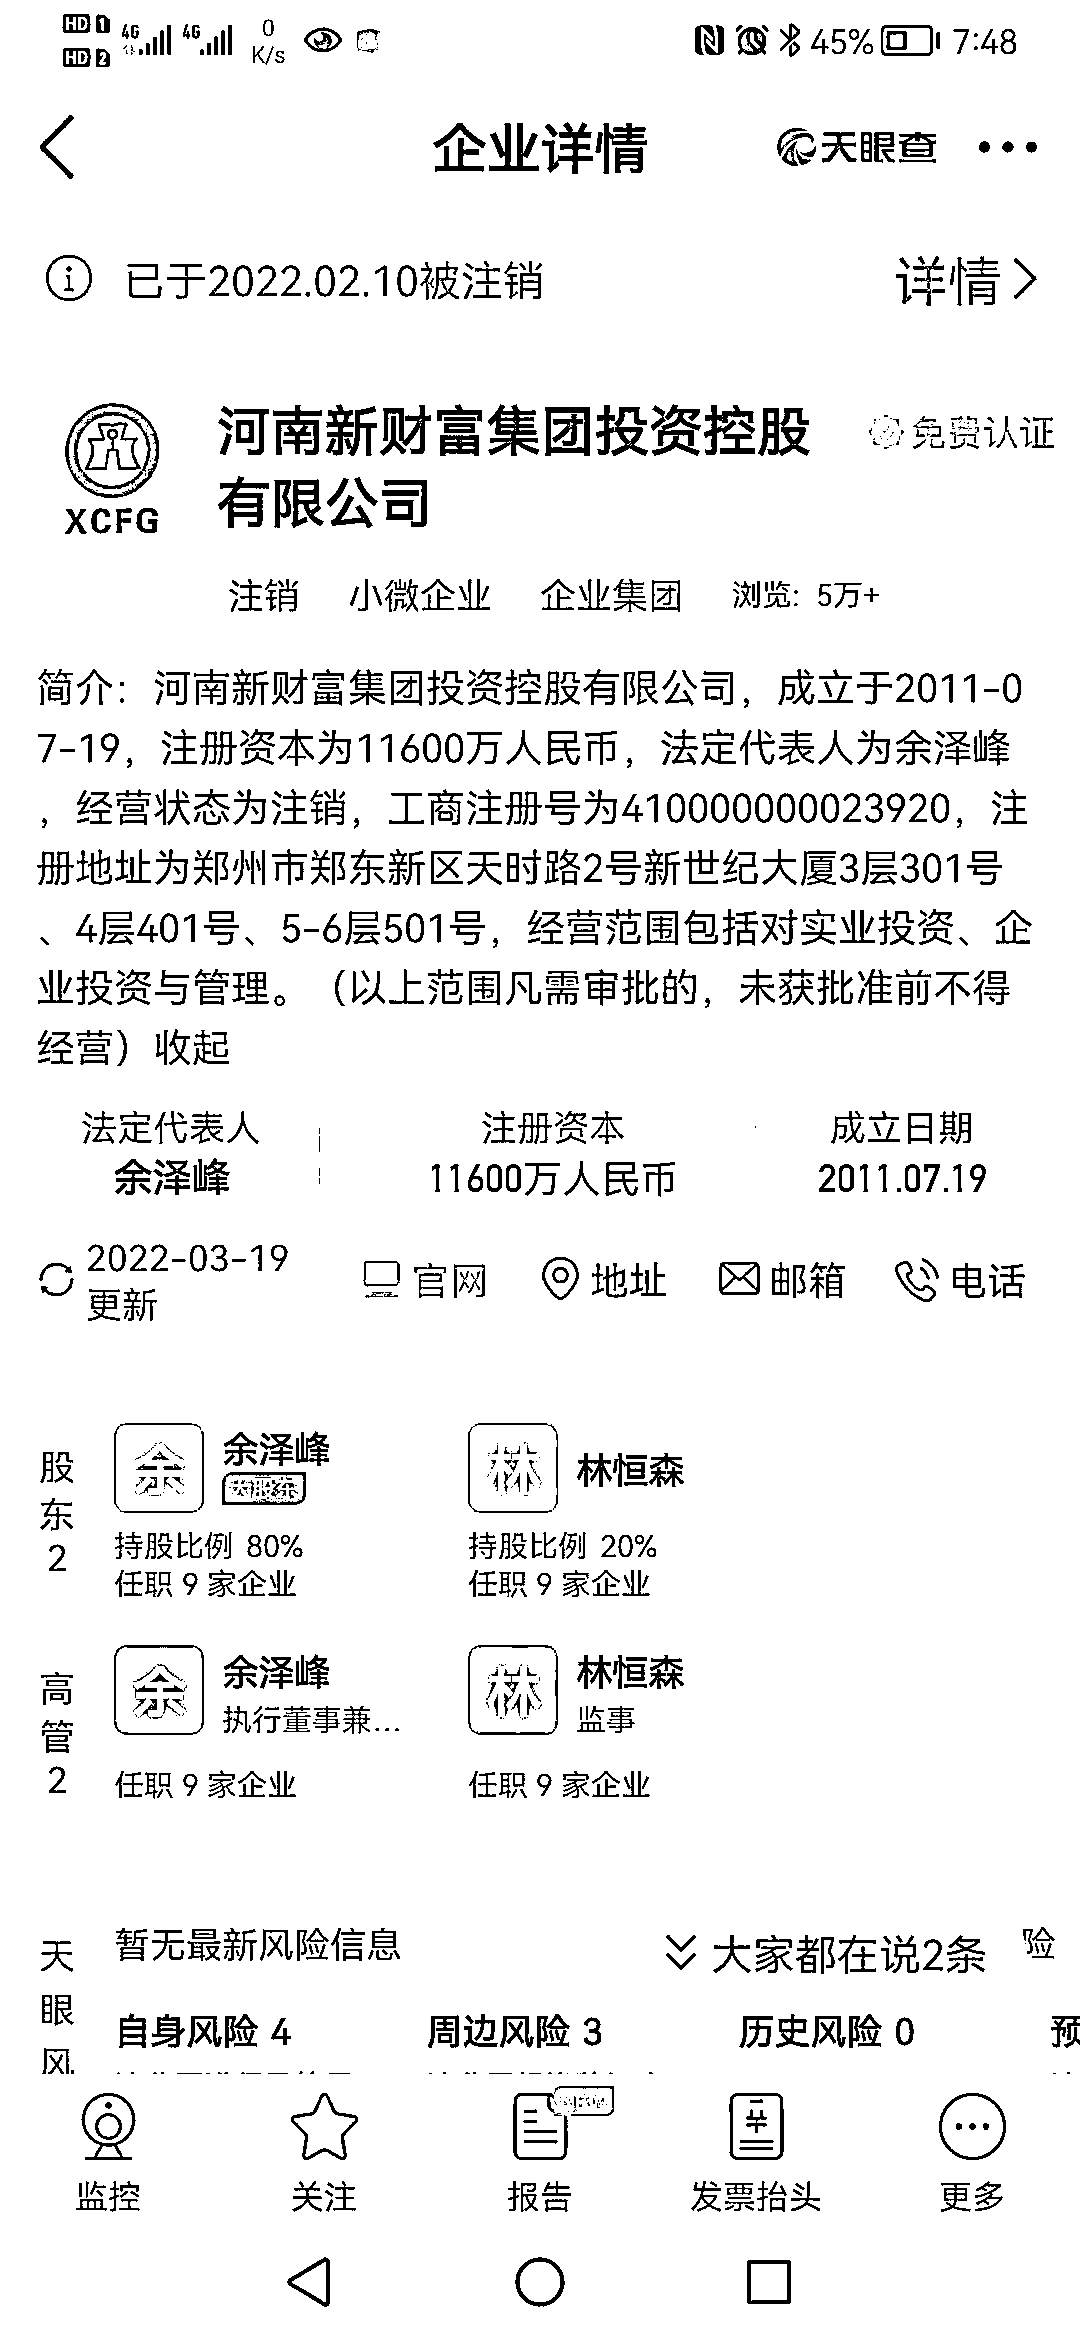 HD 1 4G 4G 0 45% 7:48
HD 2 K/s
企业详情 天眼查
已于2022.02.10被注销 详情
河南新财富集团投资控股 免费认证
有限公司
XCFG
注销 小微企业 企业集团 浏览: 5万+
简介：河南新财富集团投资控股有限公司，成立于2011-0
7-19，注册资本为11600万人民币，法定代表人为余泽峰
，经营状态为注销，工商注册号为410000000023920，注
册地址为郑州市郑东新区天时路2号新世纪大厦3层301号
、4层401号、5-6层501号，经营范围包括对实业投资、企
业投资与管理。（以上范围凡需审批的，未获批准前不得
经营）收起
法定代表人 注册资本 成立日期
余泽峰 11600万人民币 2011.07.19
2022-03-19
更新 官网 地址 邮箱 电话
股东2
余 余泽峰 林 林恒森
大股东
持股比例 80% 持股比例 20%
任职 9 家企业 任职 9 家企业
高管2
余 余泽峰 林 林恒森
执行董事兼... 监事
任职 9 家企业 任职 9 家企业
天眼风
暂无最新风险信息 大家都在说2条 险
自身风险 4 周边风险 3 历史风险 0 预
监控 关注 报告 发票抬头 更多